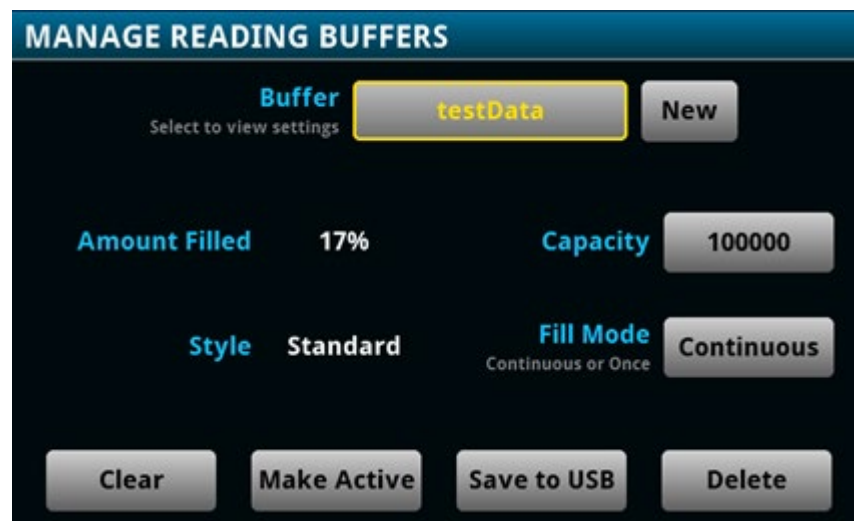 MANAGE READING BUFFERS
Buffer
Select to view settings
testData
New
Amount Filled
17%
Capacity
100000
Style
Standard
Fill Mode
Continuous or Once
Continuous
Clear
Make Active
Save to USB
Delete